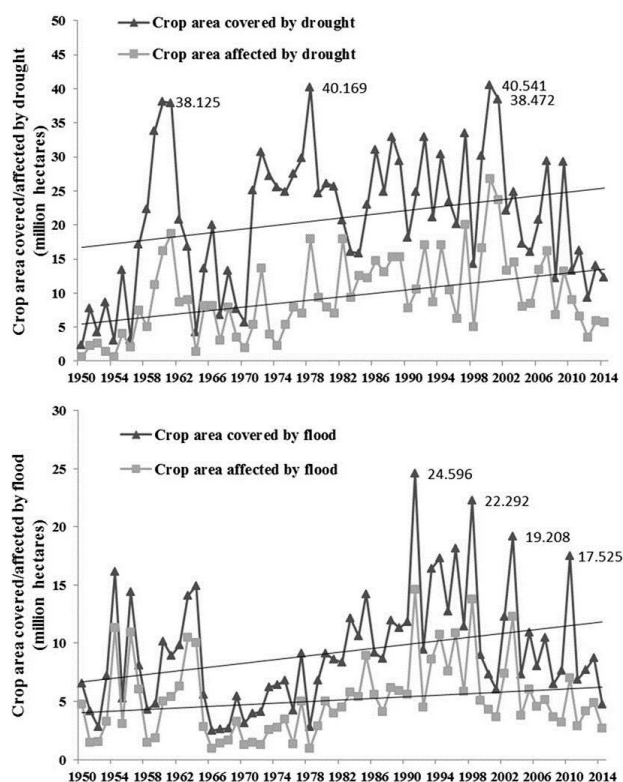 Crop area covered/affected by drought
(million hectares)
50
45
40
35
30
25
20
15
10
5
0
Crop area covered by drought
Crop area affected by drought
38.125
40.169
40.541
38.472
1950 1954 1958 1962 1966 1970 1974 1978 1982 1986 1990 1994 1998 2002 2006 2010 2014
Crop area covered/affected by flood
(million hectares)
30
25
20
15
10
5
0
Crop area covered by flood
Crop area affected by flood
24.596
22.292
19.208
17.525
1950 1954 1958 1962 1966 1970 1974 1978 1982 1986 1990 1994 1998 2002 2006 2010 2014